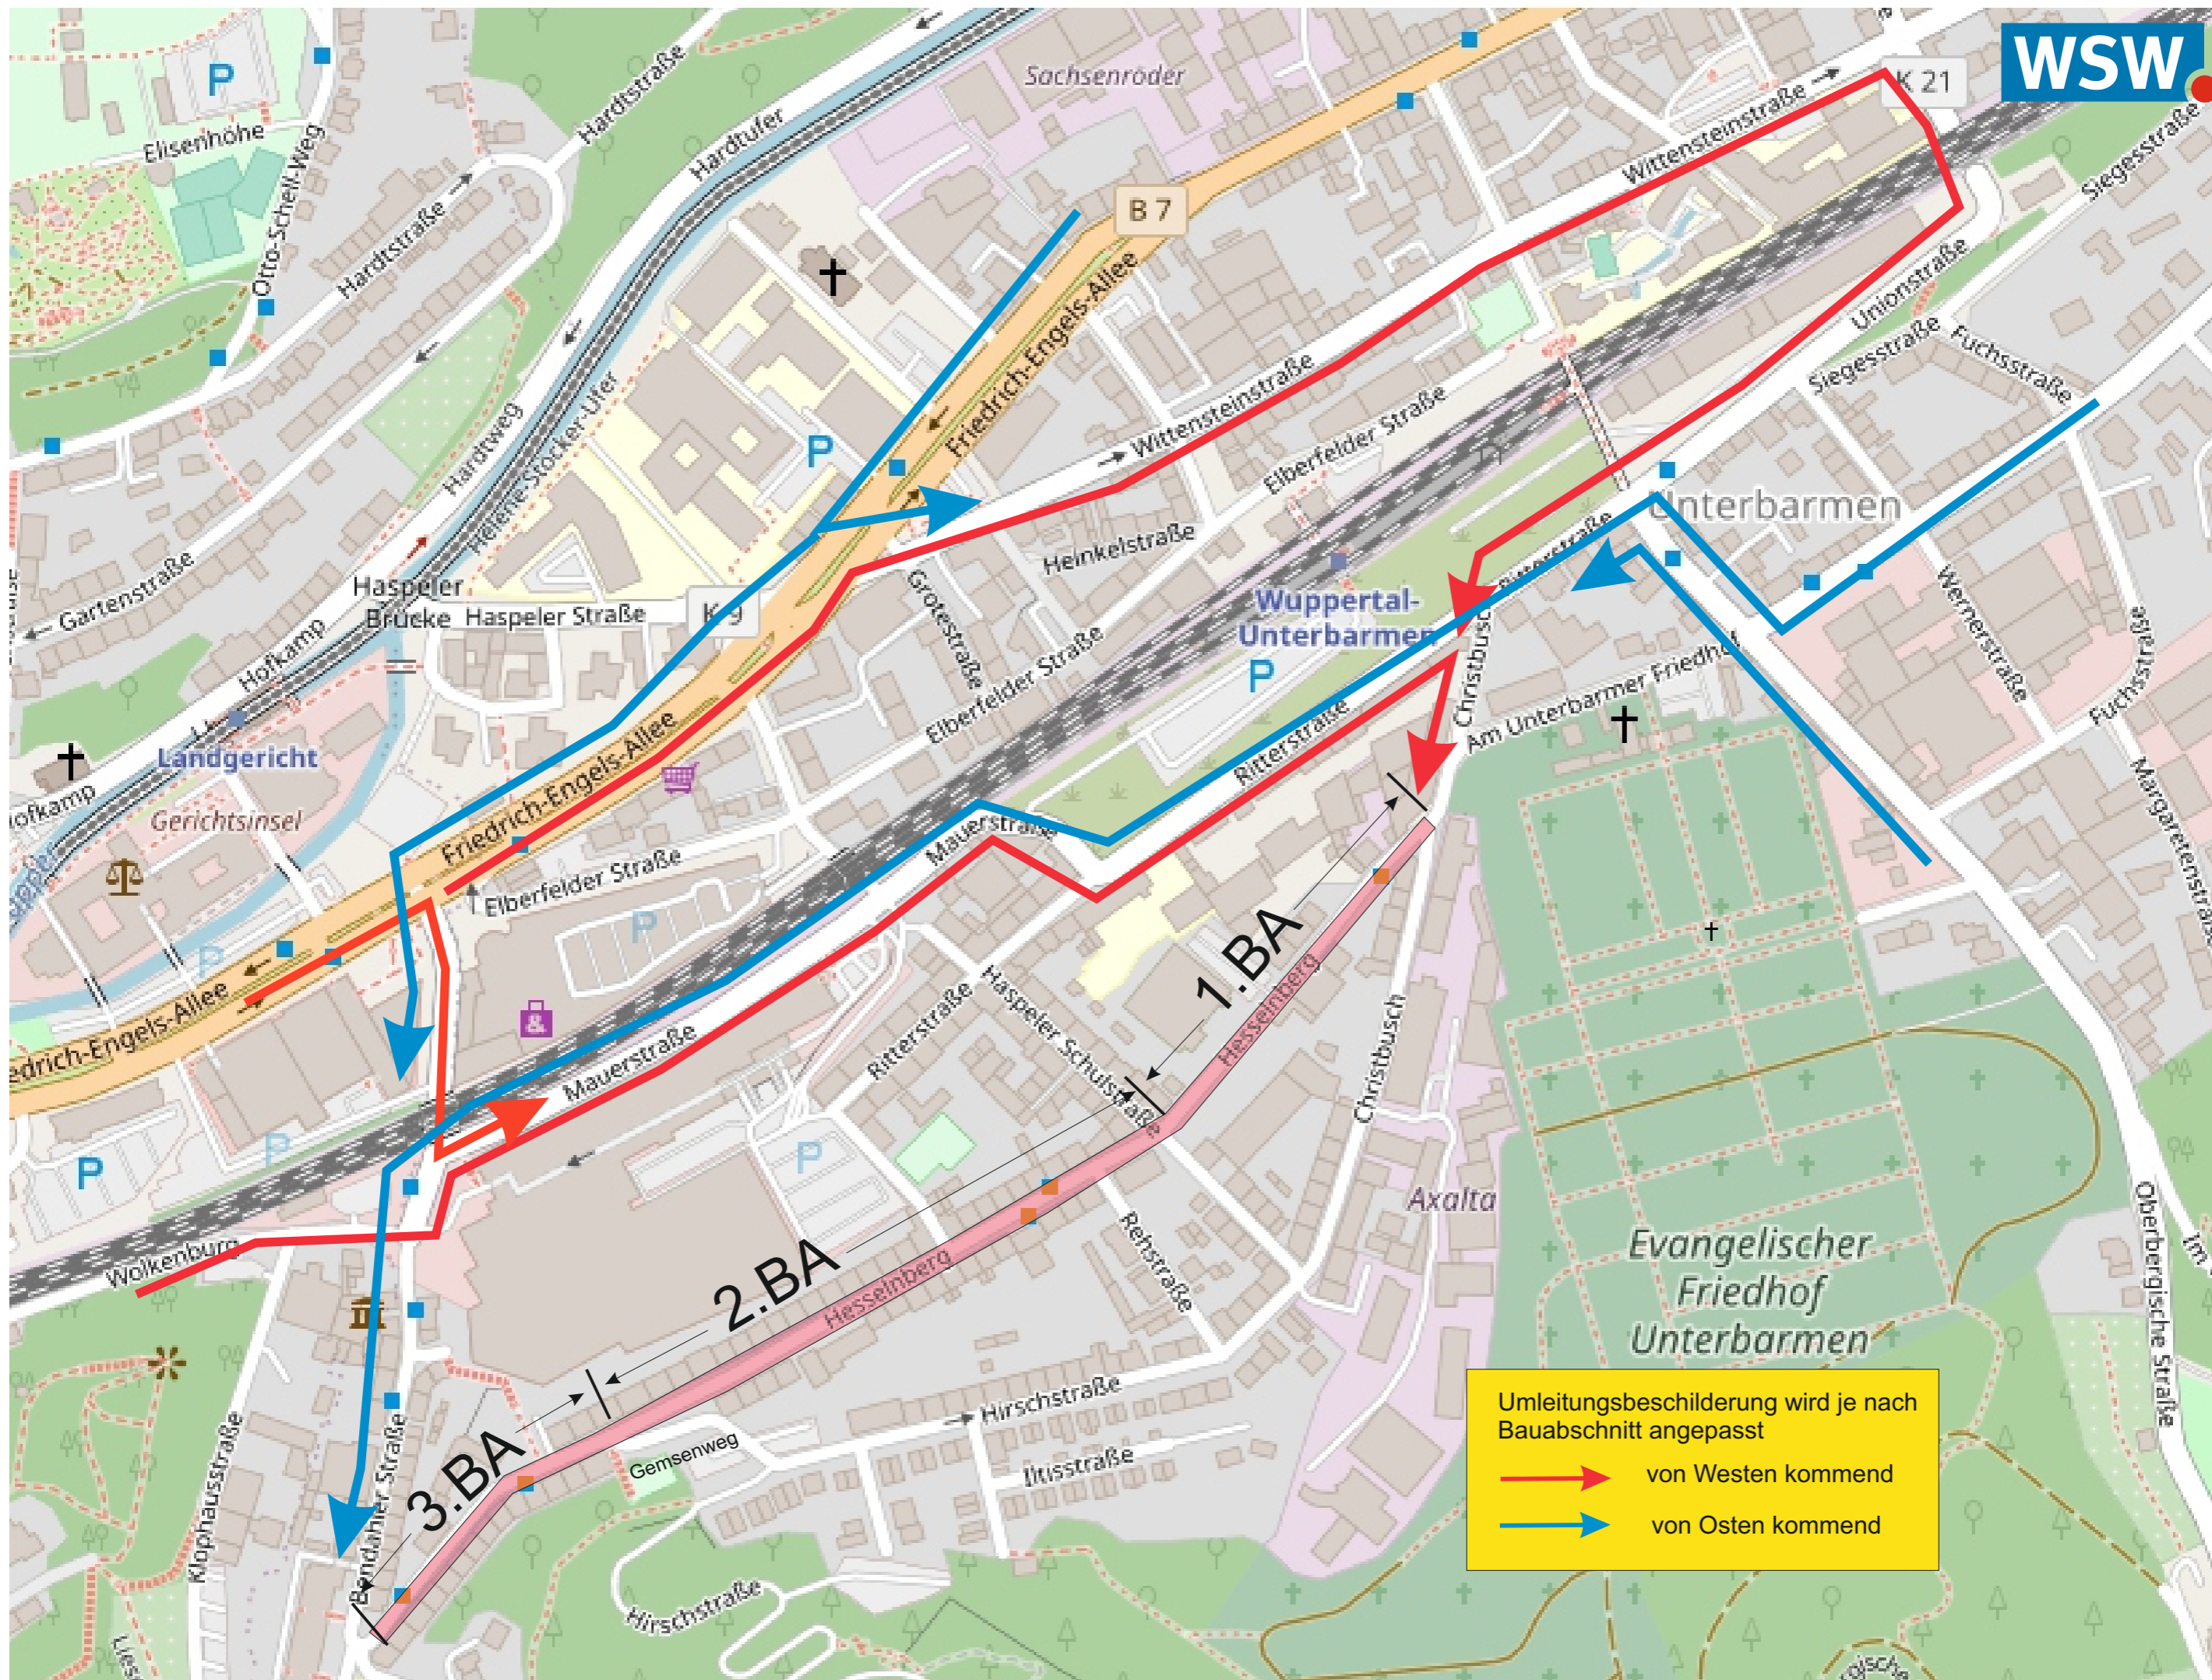 WSW.
Sachsenröder
K 21
P
Elisenhöhe
Otto-Schell-Weg
Hardtstraße
Hardtstraße
Hardtufer
Wittensteinstraße
Siegesstraße
B 7
Friedrich-Engels-Allee
Unionstraße
Siegesstraße
Fuchsstraße
Hardtweg
Helene-Stöcker-Ufer
P
Wittensteinstraße
Elberfelder Straße
Unterbarmen
Heinkelstraße
Ritterstraße
Gartenstraße
Haspeler
Brücke
Haspeler Straße
K 9
Grotestraße
Wuppertal-
Unterbarmen
P
Christbusch
Wernerstraße
Fuchsstraße
Hofkamp
Elberfelder Straße
Am Unterbarmer Friedhof
Landgericht
Friedrich-Engels-Allee
Ritterstraße
Margaretenstraße
Hofkamp
Gerichtsinsel
Mauerstraße
Wupper
Elberfelder Straße
P
P
1.BA
Hesselnberg
&
Friedrich-Engels-Allee
Mauerstraße
Ritterstraße
Haspeler Schulstraße
Christbusch
P
P
P
Axalta
Oberbergische Straße
Wolkenburg
Rehstraße
2.BA
Hesselnberg
Evangelischer
Friedhof
Unterbarmen
Klophausstraße
Bendahler Straße
3.BA
Gemsenweg
Hirschstraße
Iltisstraße
Hirschstraße
Umleitungsbeschilderung wird je nach
Bauabschnitt angepasst
von Westen kommend
von Osten kommend